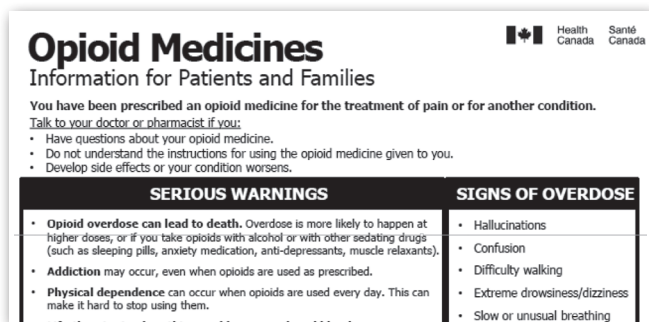 Opioid Medicines
Health Canada
Santé Canada
Information for Patients and Families
You have been prescribed an opioid medicine for the treatment of pain or for another condition.
Talk to your doctor or pharmacist if you:
• Have questions about your opioid medicine.
• Do not understand the instructions for using the opioid medicine given to you.
• Develop side effects or your condition worsens.
SERIOUS WARNINGS
• Opioid overdose can lead to death. Overdose is more likely to happen at
higher doses, or if you take opioids with alcohol or with other sedating drugs
(such as sleeping pills, anxiety medication, anti-depressants, muscle relaxants).
• Addiction may occur, even when opioids are used as prescribed.
• Physical dependence can occur when opioids are used every day. This can
make it hard to stop using them.
SIGNS OF OVERDOSE
• Hallucinations
• Confusion
• Difficulty walking
• Extreme drowsiness/dizziness
• Slow or unusual breathing